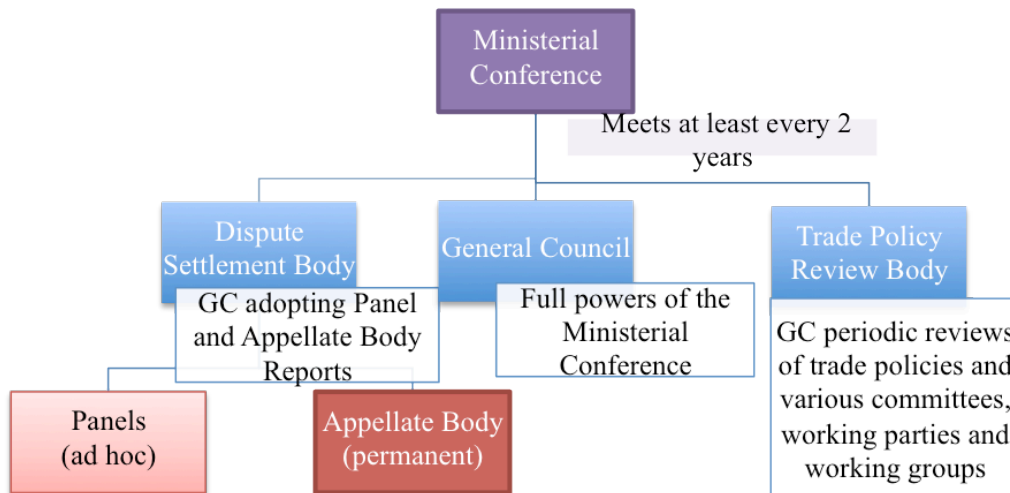 Ministerial
Conference
Meets at least every 2
years
Dispute
Settlement Body
GC adopting Panel
and Appellate Body
Reports
General Council
Full powers of the
Ministerial
Conference
Trade Policy
Review Body
GC periodic reviews
of trade policies and
various committees,
working parties and
working groups
Panels
(ad hoc)
Appellate Body
(permanent)